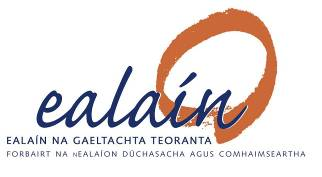 ealaín
EALAÍN NA GAELTACHTA TEORANTA
FORBAIRT NA nEALAÍON DÚCHASACHA AGUS COMHAIMSEARTHA